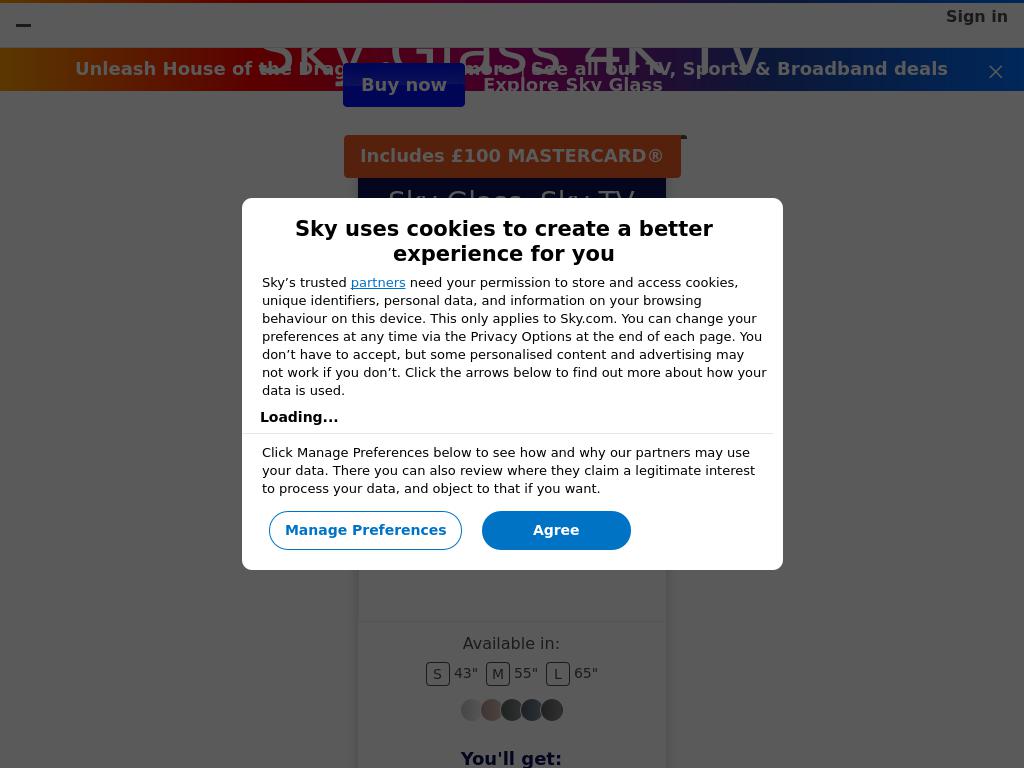 Sign in
Sky Glass 4K TV
Unleash House of the more | See all our TV, Sports & Broadband deals
Buy now
Explore Sky Glass
Includes £100 MASTERCARD®
Sky Glass, Sky TV
Sky uses cookies to create a better
experience for you
Sky’s trusted partners need your permission to store and access cookies,
unique identifiers, personal data, and information on your browsing
behaviour on this device. This only applies to Sky.com. You can change your
preferences at any time via the Privacy Options at the end of each page. You
don’t have to accept, but some personalised content and advertising may
not work if you don’t. Click the arrows below to find out more about how your
data is used.
Loading...
Click Manage Preferences below to see how and why our partners may use
your data. There you can also review where they claim a legitimate interest
to process your data, and object to that if you want.
Manage Preferences
Agree
Available in:
S 43" M 55" L 65"
You'll get: